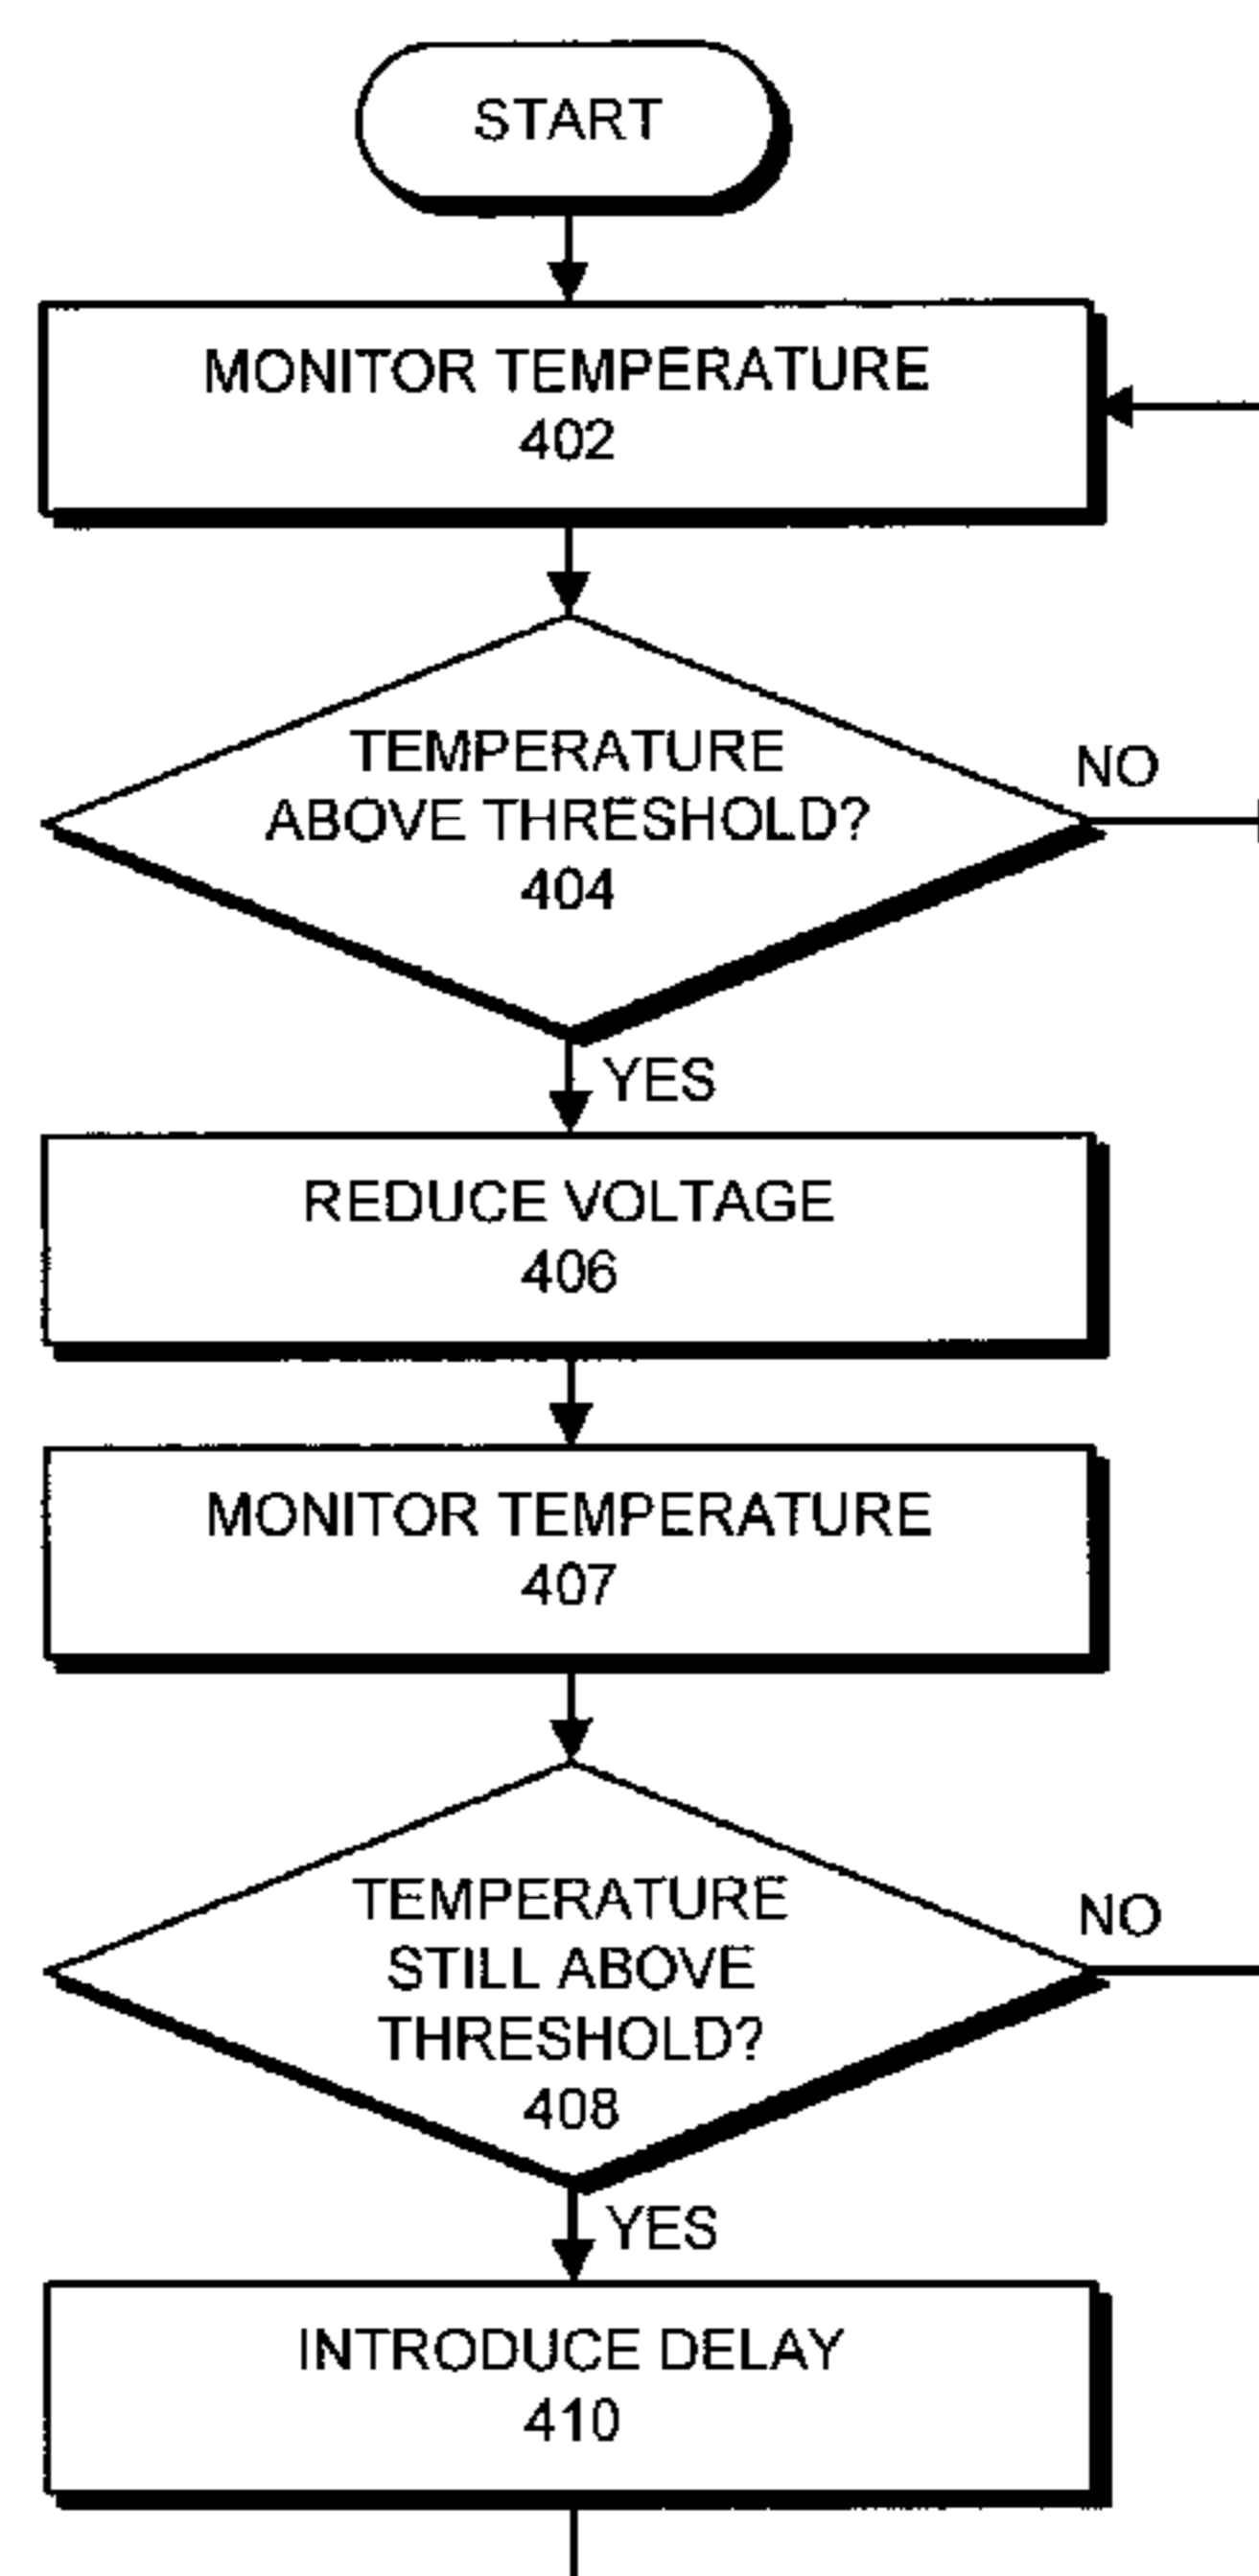 START
MONITOR TEMPERATURE
402
TEMPERATURE
ABOVE THRESHOLD?
404
NO
YES
REDUCE VOLTAGE
406
MONITOR TEMPERATURE
407
TEMPERATURE
STILL ABOVE
THRESHOLD?
408
NO
YES
INTRODUCE DELAY
410